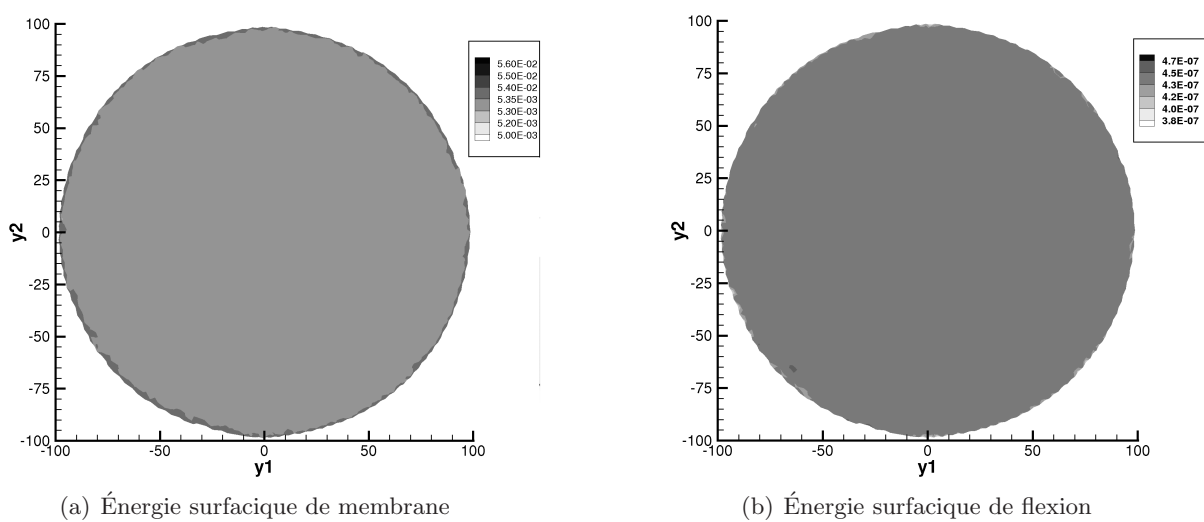 100
75
50
25
0
-25
-50
-75
-100
-100
-50
0
50
100
y2
y1
5.60E-02
5.50E-02
5.40E-02
5.35E-03
5.30E-03
5.20E-03
5.00E-03
(a) Énergie surfacique de membrane
100
75
50
25
0
-25
-50
-75
-100
-100
-50
0
50
100
y2
y1
4.7E-07
4.5E-07
4.3E-07
4.2E-07
4.0E-07
3.8E-07
(b) Énergie surfacique de flexion